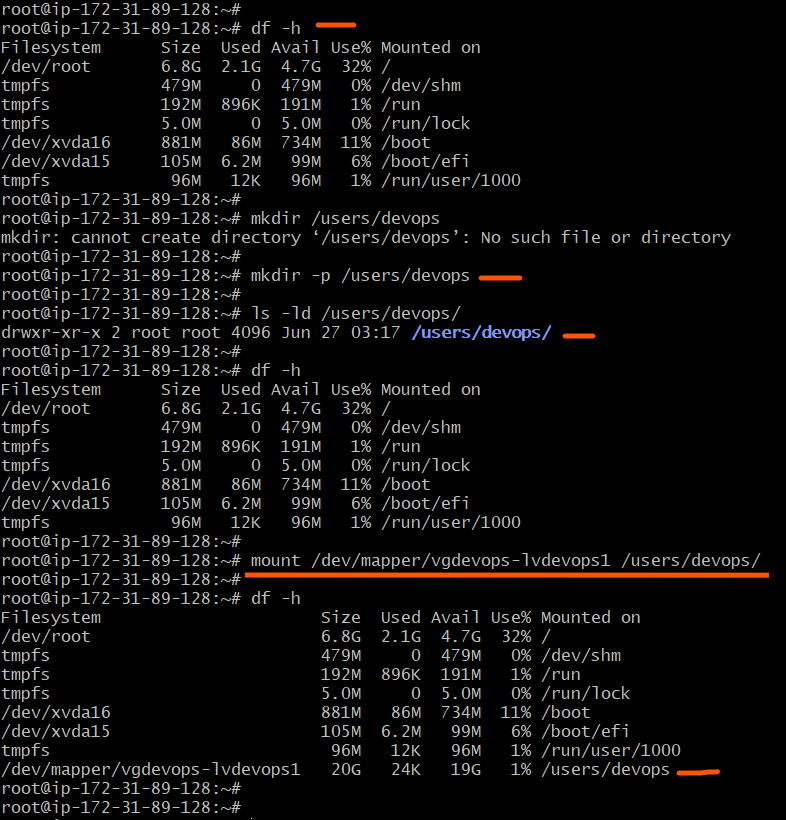 root@ip-172-31-89-128:~#
root@ip-172-31-89-128:~# df -h
Filesystem      Size  Used Avail Use% Mounted on
/dev/root       6.8G  2.1G  4.7G  32% /
tmpfs           479M     0  479M   0% /dev/shm
tmpfs           192M  896K  191M   1% /run
tmpfs           5.0M     0  5.0M   0% /run/lock
/dev/xvda16     881M   86M  734M  11% /boot
/dev/xvda15     105M  6.2M   99M   6% /boot/efi
tmpfs            96M   12K   96M   1% /run/user/1000
root@ip-172-31-89-128:~#
root@ip-172-31-89-128:~# mkdir /users/devops
mkdir: cannot create directory ‘/users/devops’: No such file or directory
root@ip-172-31-89-128:~#
root@ip-172-31-89-128:~# mkdir -p /users/devops
root@ip-172-31-89-128:~#
root@ip-172-31-89-128:~# ls -ld /users/devops/
drwxr-xr-x 2 root root 4096 Jun 27 03:17 /users/devops/
root@ip-172-31-89-128:~#
root@ip-172-31-89-128:~# df -h
Filesystem      Size  Used Avail Use% Mounted on
/dev/root       6.8G  2.1G  4.7G  32% /
tmpfs           479M     0  479M   0% /dev/shm
tmpfs           192M  896K  191M   1% /run
tmpfs           5.0M     0  5.0M   0% /run/lock
/dev/xvda16     881M   86M  734M  11% /boot
/dev/xvda15     105M  6.2M   99M   6% /boot/efi
tmpfs            96M   12K   96M   1% /run/user/1000
root@ip-172-31-89-128:~#
root@ip-172-31-89-128:~# mount /dev/mapper/vgdevops-lvdevops1 /users/devops/
root@ip-172-31-89-128:~#
root@ip-172-31-89-128:~# df -h
Filesystem                      Size  Used Avail Use% Mounted on
/dev/root                       6.8G  2.1G  4.7G  32% /
tmpfs                           479M     0  479M   0% /dev/shm
tmpfs                           192M  896K  191M   1% /run
tmpfs                           5.0M     0  5.0M   0% /run/lock
/dev/xvda16                     881M   86M  734M  11% /boot
/dev/xvda15                     105M  6.2M   99M   6% /boot/efi
tmpfs                            96M   12K   96M   1% /run/user/1000
/dev/mapper/vgdevops-lvdevops1   20G   24K   19G   1% /users/devops
root@ip-172-31-89-128:~#
root@ip-172-31-89-128:~#